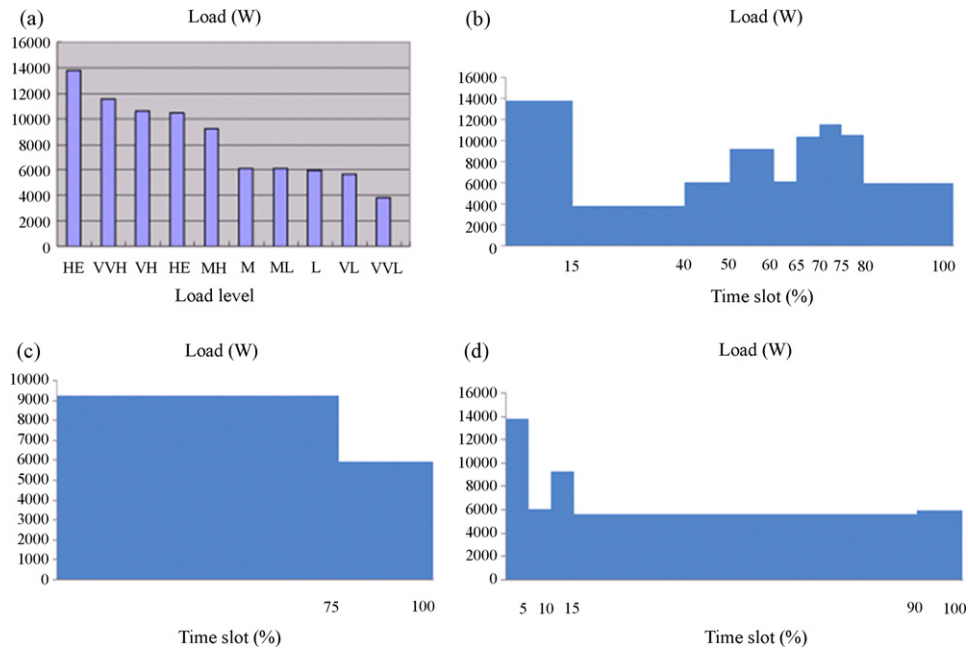 (a)
Load (W)
16000
14000
12000
10000
8000
6000
4000
2000
0
HE VVH VH HE MH M ML L VL VVL
Load level
(b)
Load (W)
16000
14000
12000
10000
8000
6000
4000
2000
0
15 40 50 60 65 70 75 80 100
Time slot (%)
(c)
Load (W)
10000
9000
8000
7000
6000
5000
4000
3000
2000
1000
0
75 100
Time slot (%)
(d)
Load (W)
16000
14000
12000
10000
8000
6000
4000
2000
0
5 10 15 90 100
Time slot (%)